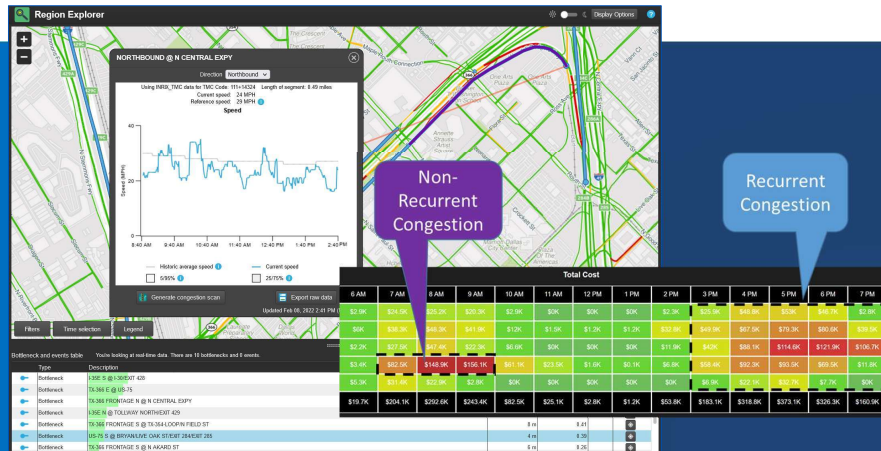 Region Explorer
Display Options
?
+
−
NORTHBOUND @ N CENTRAL EXPY
Direction Northbound
Using INRIX_TMC data for TMC Code: 111+14324 Length of segment: 0.49 miles
Current speed: 24 MPH
Reference speed: 29 MPH
Speed
Speed (MPH)
40
20
0
8:40 AM 9:40 AM 10:40 AM 11:40 AM 12:40 PM 1:40 PM 2:40 PM
Historic average speed
Current speed
5/95%
25/75%
Generate congestion scan
Export raw data
Updated Feb 08, 2022 2:41 PM
Non-
Recurrent
Congestion
Recurrent
Congestion
Total Cost
6 AM 7 AM 8 AM 9 AM 10 AM 11 AM 12 PM 1 PM 2 PM 3 PM 4 PM 5 PM 6 PM 7 PM
$2.9K $24.5K $25.2K $20.3K $2.9K $0K $0K $0K $2.3K $25.9K $48.8K $53K $46.7K $2.8K
$6K $38.3K $48.3K $41.9K $12K $1.5K $1.2K $1.2K $32.8K $49.9K $67.9K $79.3K $80.6K $39.5K
$2.2K $27.5K $47.4K $22.3K $6.6K $0K $0K $0K $11.9K $42K $88.1K $114.6K $121.9K $106.7K
$3.4K $82.5K $148.9K $156.1K $61.1K $23.5K $1.6K $0.1K $6.8K $58.4K $92.3K $93.5K $69.5K $11.8K
$5.3K $31.4K $22.9K $2.8K $0K $0K $0K $0K $0K $6.9K $22.1K $32.7K $7.7K $0K
$19.7K $204.1K $292.6K $243.4K $82.5K $25.1K $2.8K $1.2K $53.8K $183.1K $318.8K $373.1K $326.3K $160.9K
Filters
Time selection
Legend
Bottleneck and events table You're looking at real-time data. There are 10 bottlenecks and 6 events.
Type Description
Bottleneck I-35E S @ I-30/EXIT 428
Bottleneck TX-366 E @ US-75
Bottleneck TX-366 FRONTAGE N @ N CENTRAL EXPY
Bottleneck I-35E N @ TOLLWAY NORTH/EXIT 429
Bottleneck TX-366 FRONTAGE S @ TX-354-LOOP/N FIELD ST 8 m 0.41
Bottleneck US-75 S @ BRYAN/LIVE OAK ST/EXIT 284/EXIT 285 4 m 0.39
Bottleneck TX-366 FRONTAGE S @ N AKARD ST 6 m 0.26